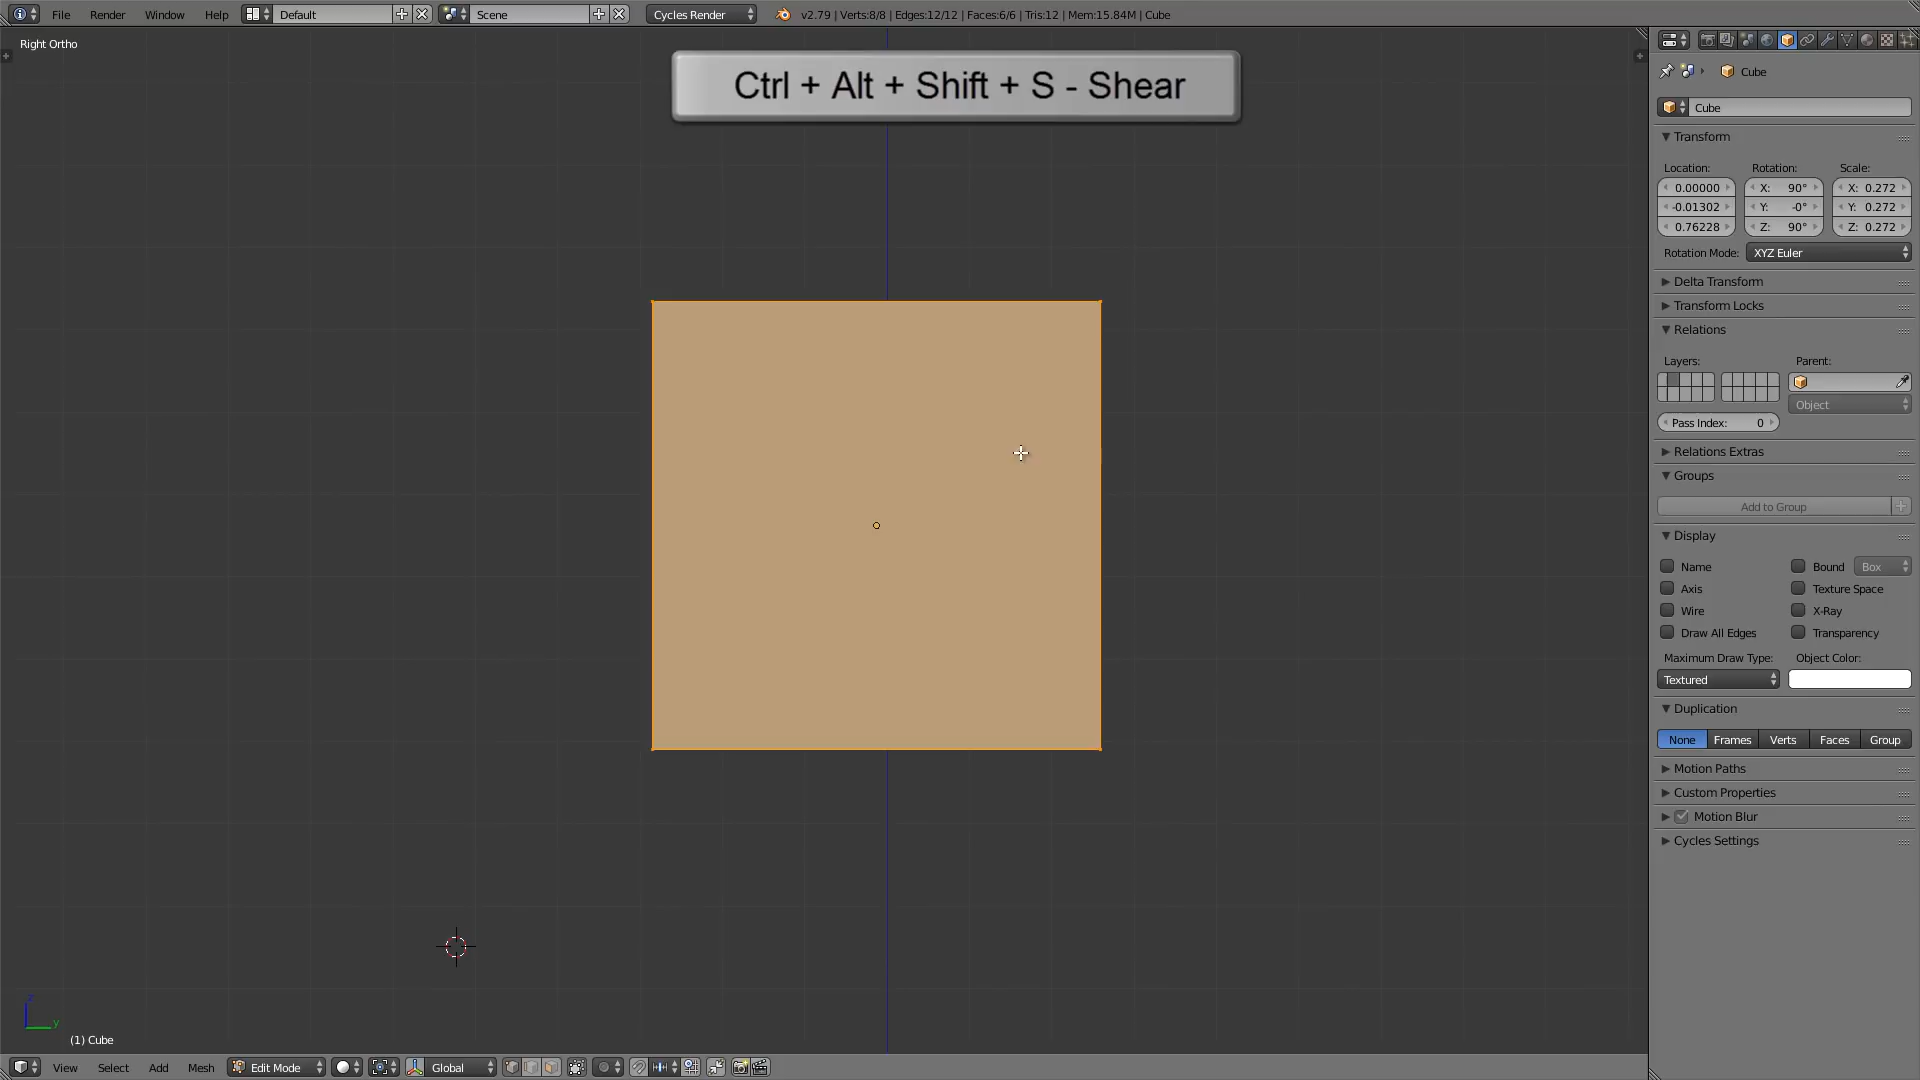 File Render Window Help Default Scene Cycles Render v2.79 | Verts:8/8 | Edges:12/12 | Faces:6/6 | Tris:12 | Mem:15.84M | Cube
Right Ortho
Ctrl + Alt + Shift + S - Shear
Cube
Cube
Transform
Location: Rotation: Scale:
0.00000 X: 90° X: 0.272
-0.01302 Y: -0° Y: 0.272
0.76228 Z: 90° Z: 0.272
Rotation Mode: XYZ Euler
Delta Transform
Transform Locks
Relations
Layers: Parent:
Object
Pass Index: 0
Relations Extras
Groups
Add to Group
Display
Name Bound Box
Axis Texture Space
Wire X-Ray
Draw All Edges Transparency
Maximum Draw Type: Object Color:
Textured
Duplication
None Frames Verts Faces Group
Motion Paths
Custom Properties
Motion Blur
Cycles Settings
z
y
(1) Cube
View Select Add Mesh Edit Mode Global